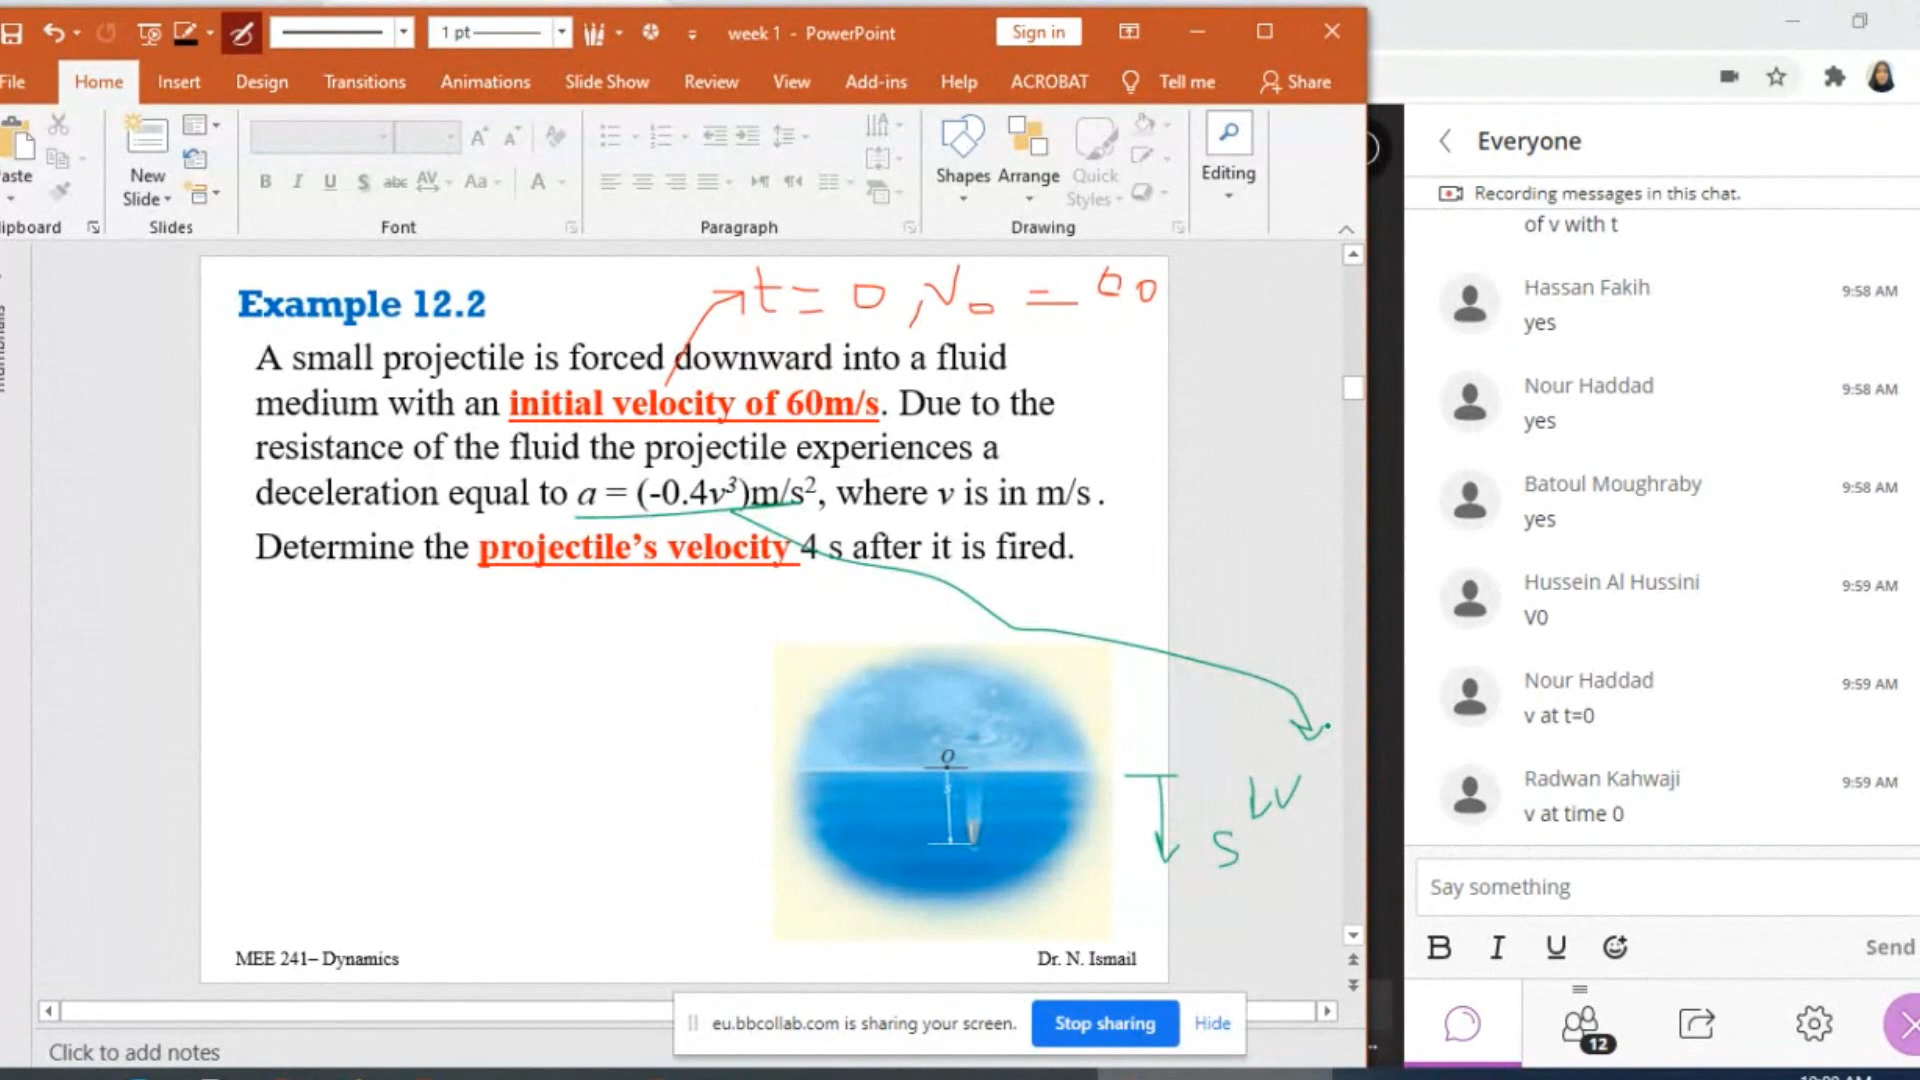 1 pt
week 1 - PowerPoint
Sign in
File Home Insert Design Transitions Animations Slide Show Review View Add-ins Help ACROBAT Tell me Share
aste
New
Slide
A A
B I U S abc AV Aa A
Shapes Arrange Quick
Styles
Editing
lipboard Slides Font Paragraph Drawing
t = 0 , V0 = 60
Example 12.2
A small projectile is forced downward into a fluid
medium with an initial velocity of 60m/s. Due to the
resistance of the fluid the projectile experiences a
deceleration equal to a = (-0.4v³)m/s², where v is in m/s .
Determine the projectile’s velocity 4 s after it is fired.
O
s
S
MEE 241– Dynamics
Dr. N. Ismail
eu.bbcollab.com is sharing your screen. Stop sharing Hide
Click to add notes
Everyone
Recording messages in this chat.
of v with t
Hassan Fakih 9:58 AM
yes
Nour Haddad 9:58 AM
yes
Batoul Moughraby 9:58 AM
yes
Hussein Al Hussini 9:59 AM
V0
Nour Haddad 9:59 AM
v at t=0
Radwan Kahwaji 9:59 AM
v at time 0
Say something
B I U Send
12